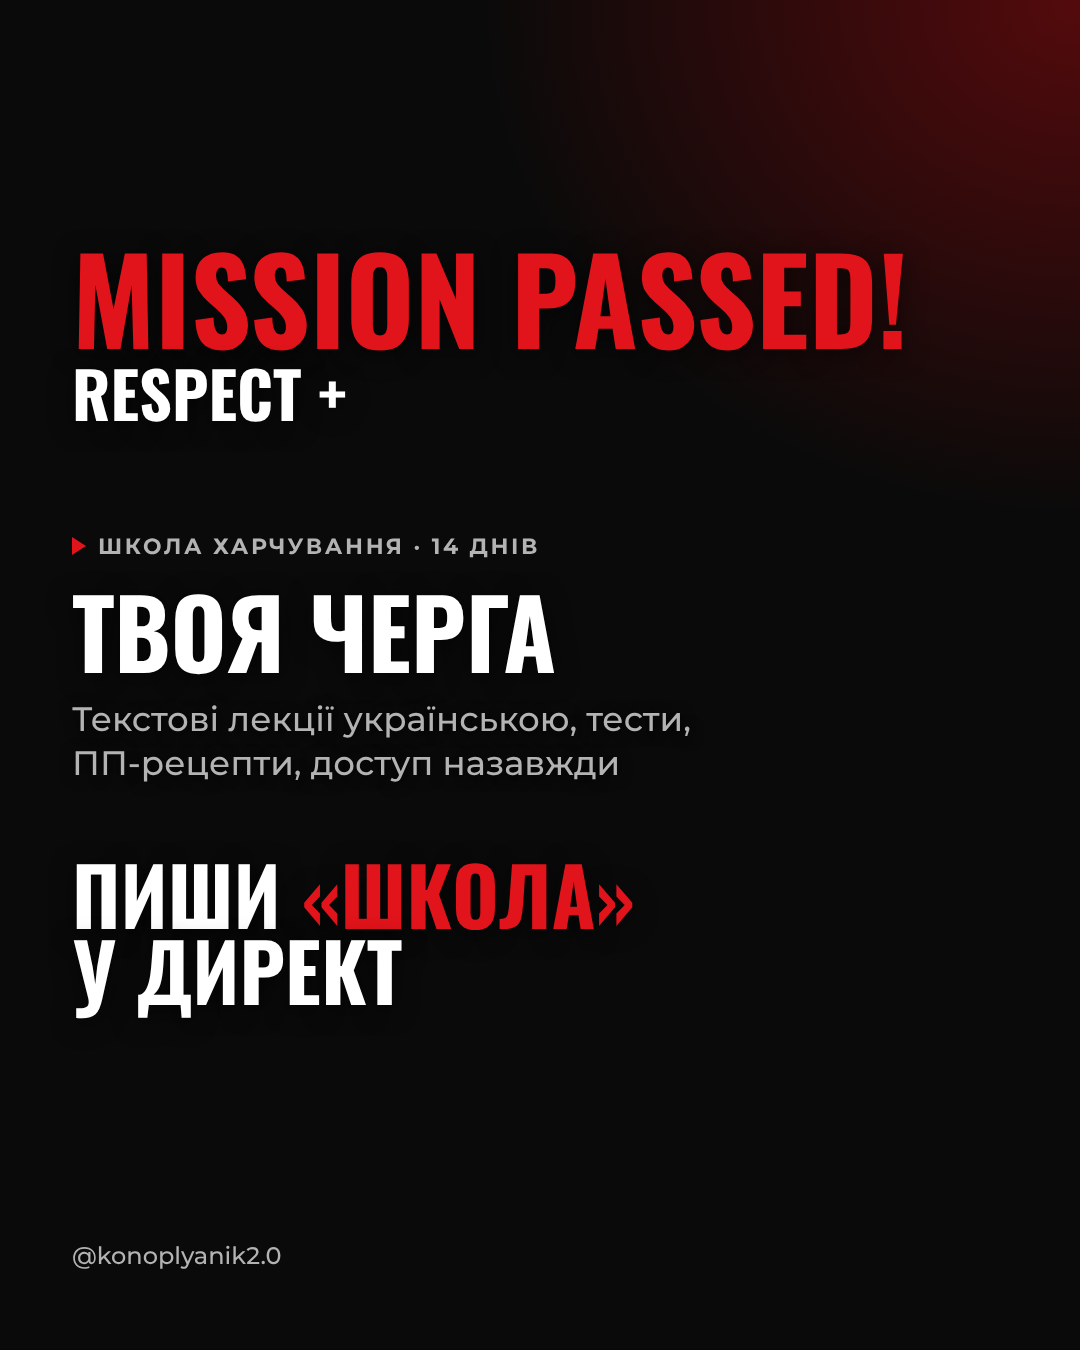 MISSION PASSED!
RESPECT +
ШКОЛА ХАРЧУВАННЯ · 14 ДНІВ
ТВОЯ ЧЕРГА
Текстові лекції українською, тести,
ПП-рецепти, доступ назавжди
ПИШИ «ШКОЛА»
У ДИРЕКТ
@konoplyanik2.0